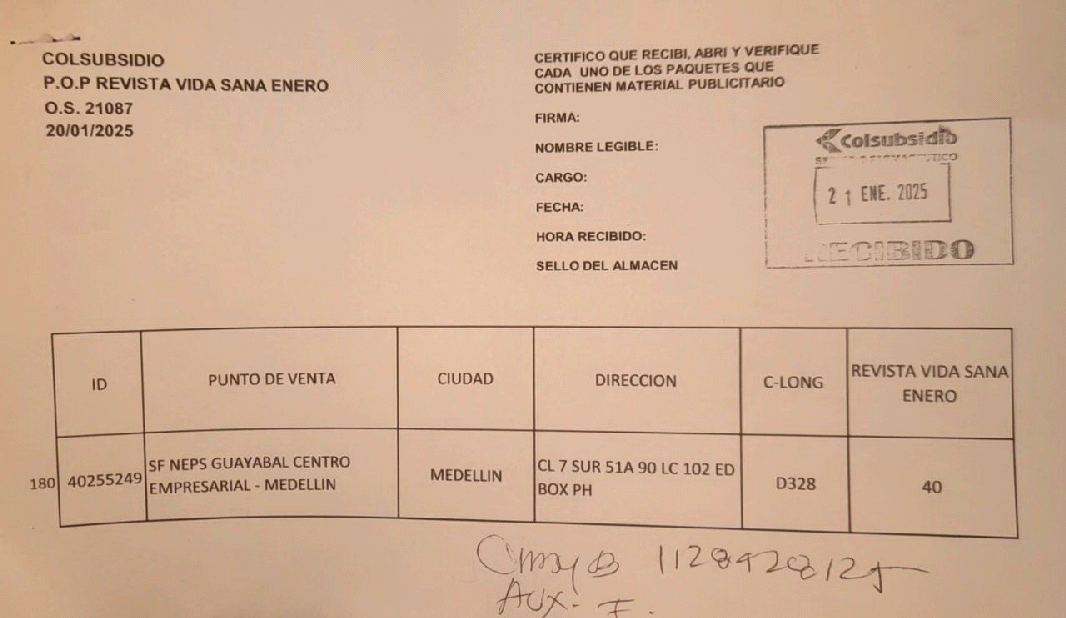 COLSUBSIDIO
P.O.P REVISTA VIDA SANA ENERO
O.S. 21087
20/01/2025
CERTIFICO QUE RECIBI, ABRI Y VERIFIQUE
CADA UNO DE LOS PAQUETES QUE
CONTIENEN MATERIAL PUBLICITARIO
FIRMA:
NOMBRE LEGIBLE:
CARGO:
FECHA:
HORA RECIBIDO:
SELLO DEL ALMACEN
Colsubsidio
21 ENE. 2025
RECIBIDO
ID
PUNTO DE VENTA
CIUDAD
DIRECCION
C-LONG
REVISTA VIDA SANA
ENERO
180
40255249
SF NEPS GUAYABAL CENTRO
EMPRESARIAL - MEDELLIN
MEDELLIN
CL 7 SUR 51A 90 LC 102 ED
BOX PH
D328
40
AUX. F.